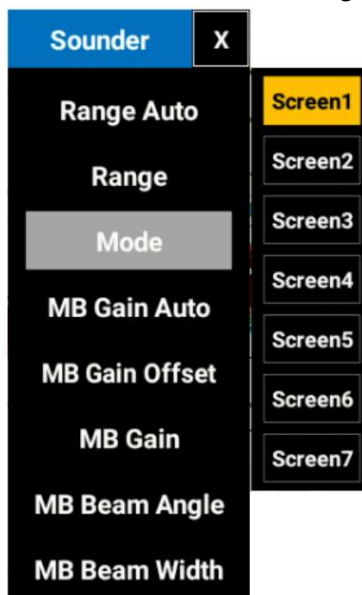 Sounder X
Range Auto
Range
Mode
MB Gain Auto
MB Gain Offset
MB Gain
MB Beam Angle
MB Beam Width
Screen1
Screen2
Screen3
Screen4
Screen5
Screen6
Screen7